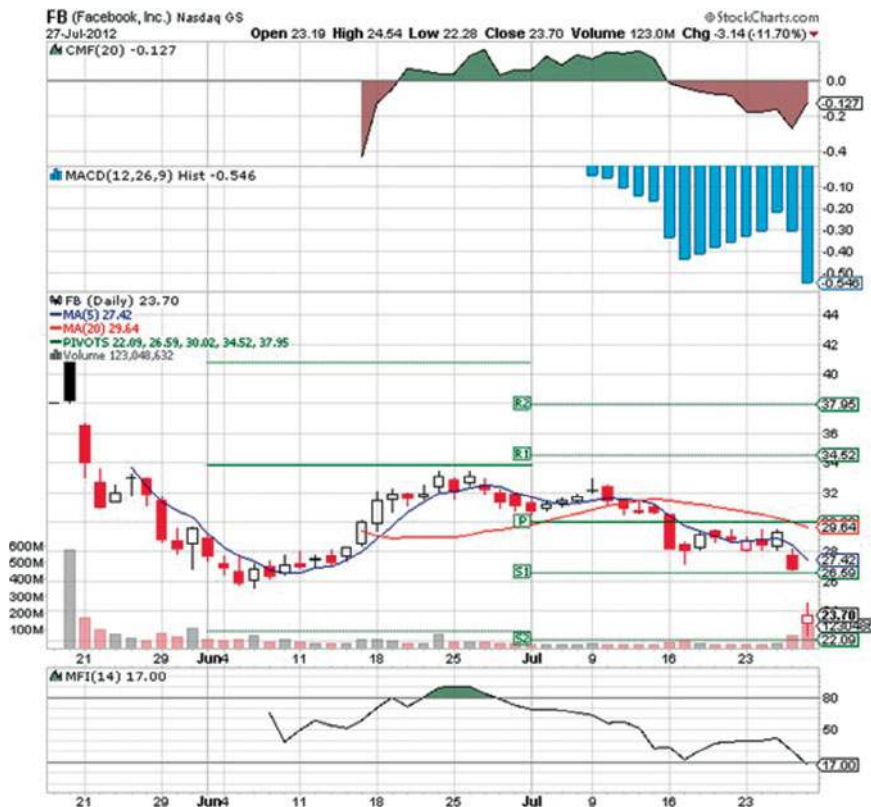 FB (Facebook, Inc.) Nasdaq GS © StockCharts.com
27-Jul-2012 Open 23.19 High 24.54 Low 22.28 Close 23.70 Volume 123.0M Chg -3.14 (-11.70%)
CMF(20) -0.127
0.0
-0.127
-0.2
-0.4
MACD(12,26,9) Hist -0.546
-0.10
-0.20
-0.30
-0.40
-0.50
-0.546
FB (Daily) 23.70
MA(5) 27.42
MA(20) 29.64
PIVOTS 22.09, 26.59, 30.02, 34.52, 37.95
Volume 123,048,632
44
42
40
R2 37.95
36
R1 34.52
34
32
P
29.64
600M 28
500M 27.42
S1 26.59
400M 26
300M
200M 23.70
100M
S2 22.09
21 29 Jun4 11 18 25 Jul 9 16 23
MFI(14) 17.00
80
50
17.00
21 29 Jun4 11 18 25 Jul 9 16 23